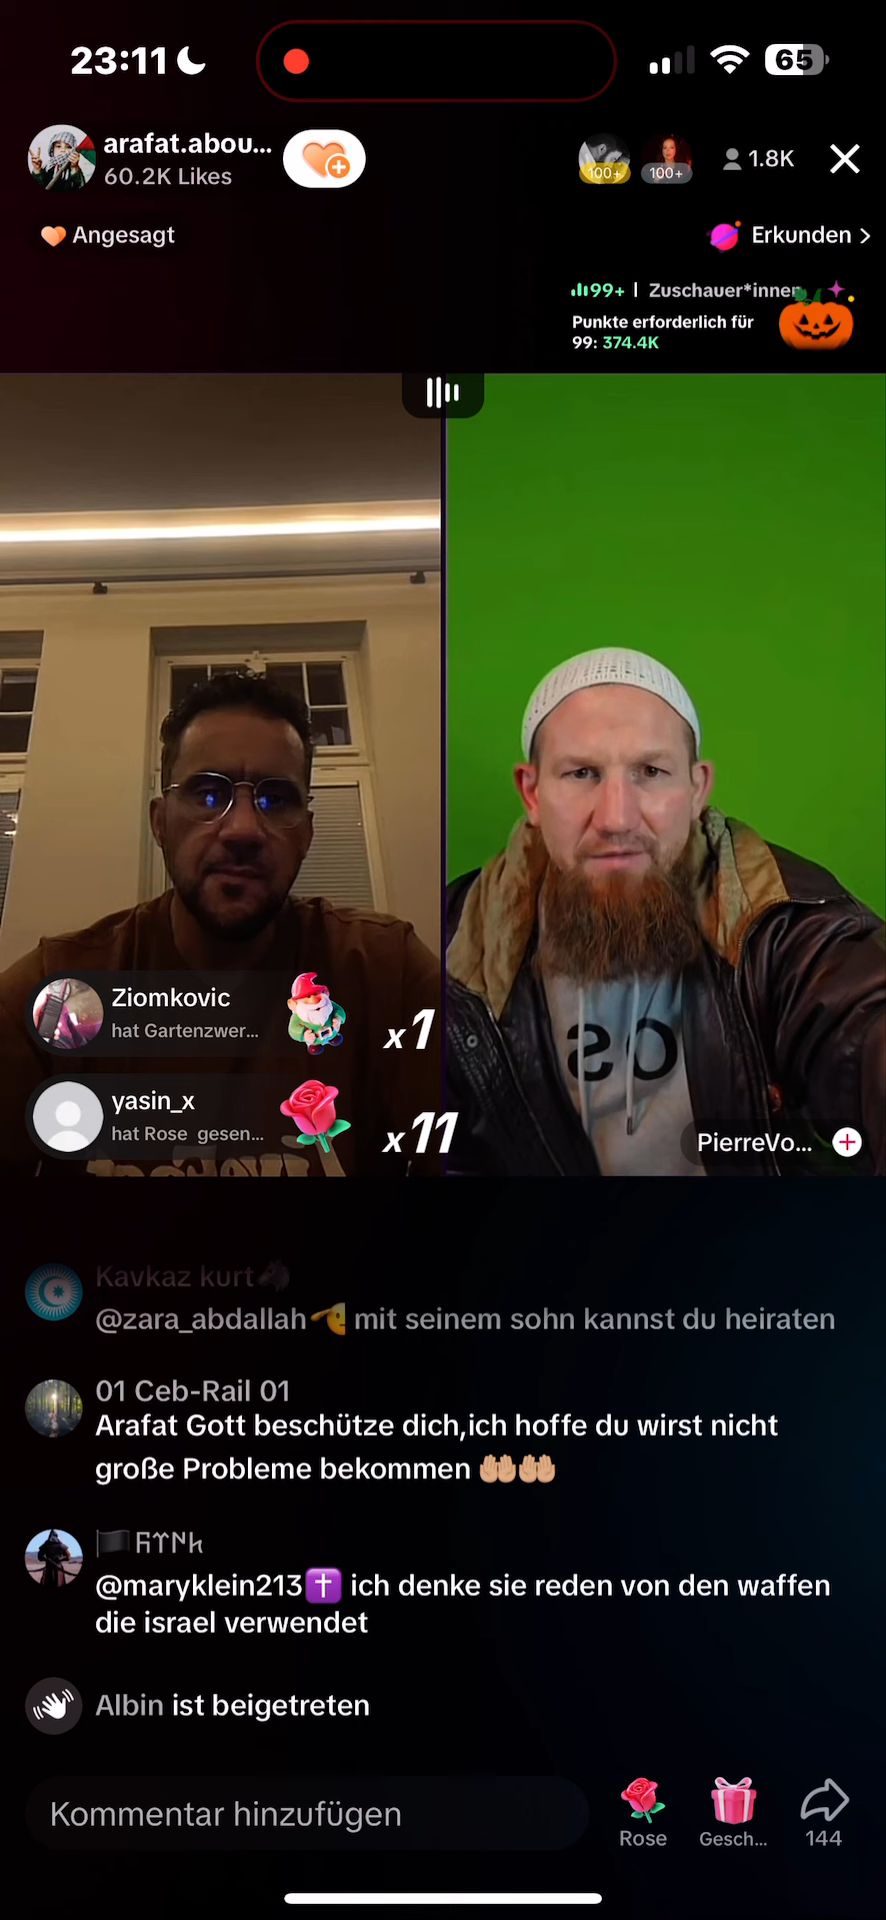 23:11
65
arafat.abou...
60.2K Likes
100+
100+
1.8K
Angesagt
Erkunden >
99+ | Zuschauer*innen
Punkte erforderlich für
99: 374.4K
SO
Ziomkovic
hat Gartenzwer...
x1
yasin_x
hat Rose gesen...
x11
PierreVo...
Kavkaz kurt🐴
@zara_abdallah🫡 mit seinem sohn kannst du heiraten
01 Ceb-Rail 01
Arafat Gott beschütze dich,ich hoffe du wirst nicht
große Probleme bekommen 🤲🏼🤲🏼
@maryklein213✝️ ich denke sie reden von den waffen
die israel verwendet
Albin ist beigetreten
Kommentar hinzufügen
Rose
Gesch...
144